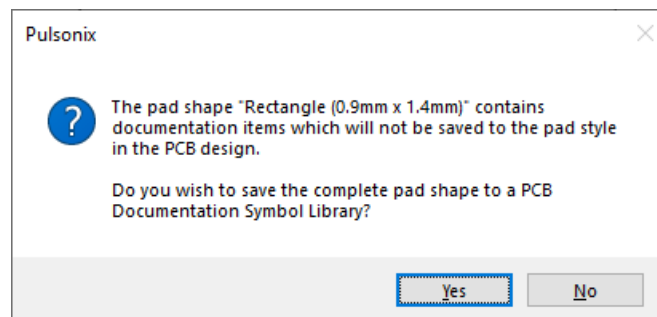 Pulsonix
The pad shape "Rectangle (0.9mm x 1.4mm)" contains
documentation items which will not be saved to the pad style
in the PCB design.
Do you wish to save the complete pad shape to a PCB
Documentation Symbol Library?
Yes
No